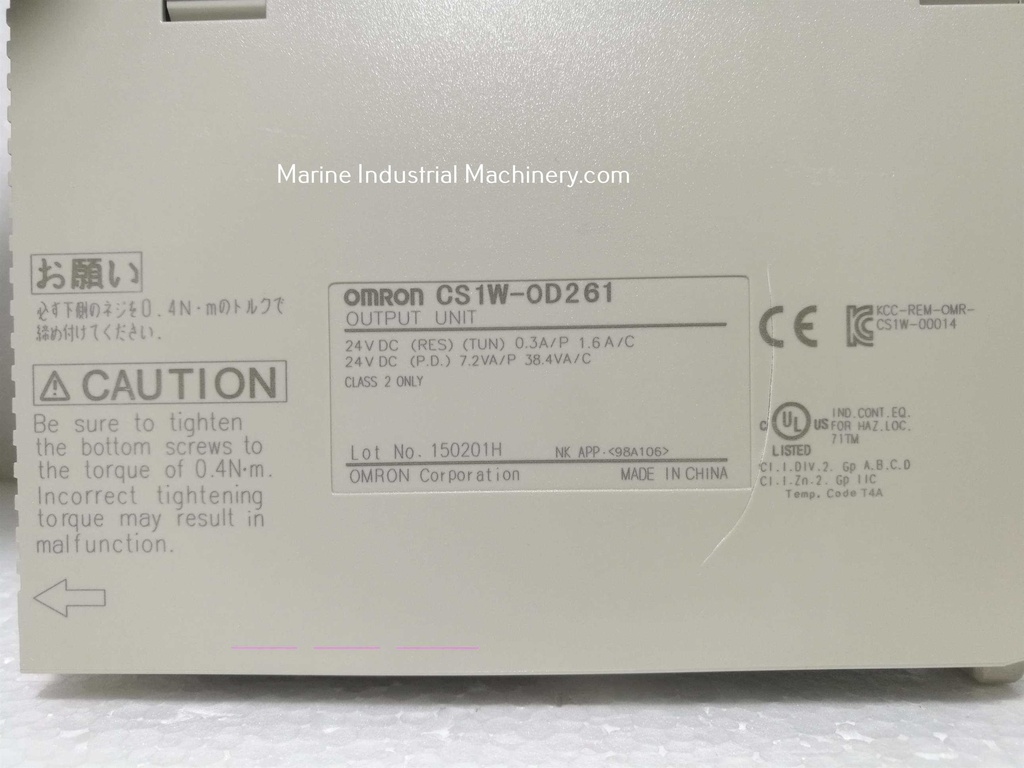 Marine Industrial Machinery.com
お願い
必ず下側のネジを0.4N·mのトルクで
締め付けてください.
⚠ CAUTION
Be sure to tighten
the bottom screws to
the torque of 0.4N·m.
Incorrect tightening
torque may result in
malfunction.
OMRON CS1W-OD261
OUTPUT UNIT
24V DC (RES) (TUN) 0.3A/P 1.6A/C
24V DC (P.D.) 7.2VA/P 38.4VA/C
CLASS 2 ONLY
Lot No. 150201H NK APP.<98A106>
OMRON Corporation MADE IN CHINA
CE
KCC-REM-OMR-
CS1W-00014
C UL US LISTED
IND.CONT.EQ.
FOR HAZ.LOC.
71TM
Cl.I.DIV.2. Gp A.B.C.D
Cl.I.Zn.2. Gp IIC
Temp. Code T4A